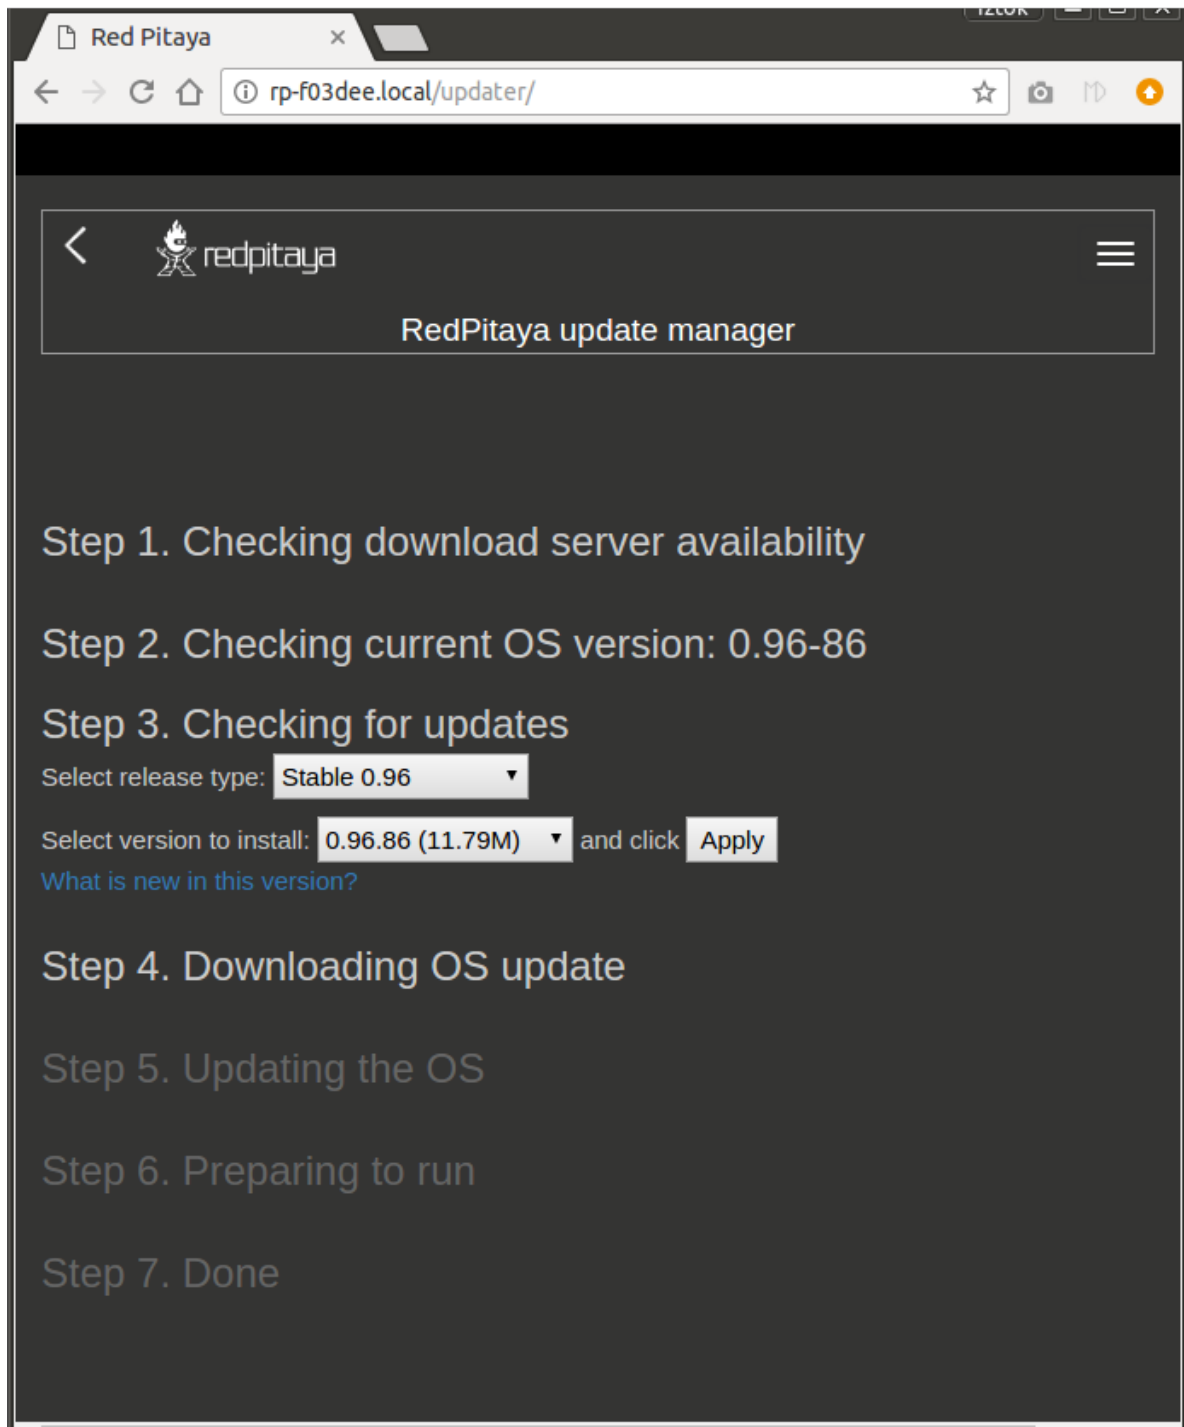 Iztok
Red Pitaya
rp-f03dee.local/updater/
redpitaya
RedPitaya update manager
Step 1. Checking download server availability
Step 2. Checking current OS version: 0.96-86
Step 3. Checking for updates
Select release type: Stable 0.96
Select version to install: 0.96.86 (11.79M) and click Apply
What is new in this version?
Step 4. Downloading OS update
Step 5. Updating the OS
Step 6. Preparing to run
Step 7. Done